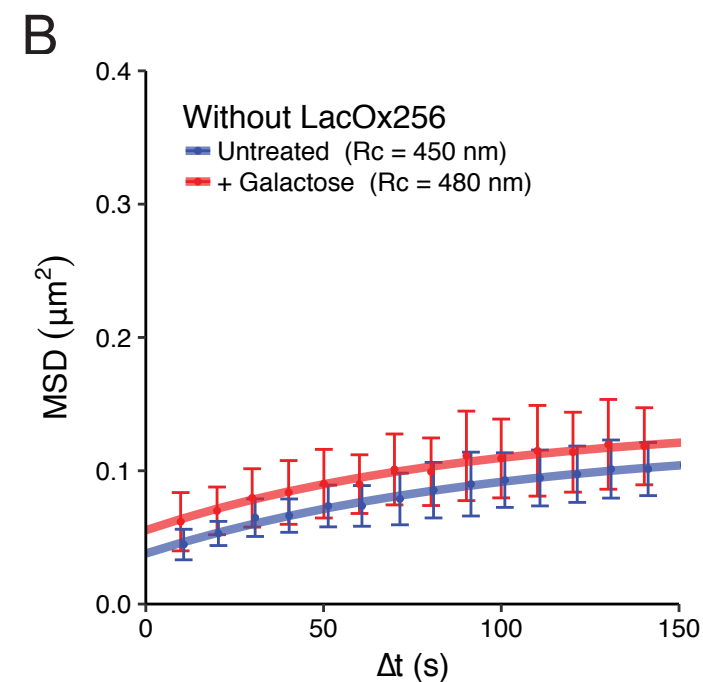 B
Without LacOx256
Untreated (Rc = 450 nm)
+ Galactose (Rc = 480 nm)
MSD (μm²)
0.4
0.3
0.2
0.1
0.0
0 50 100 150
Δt (s)